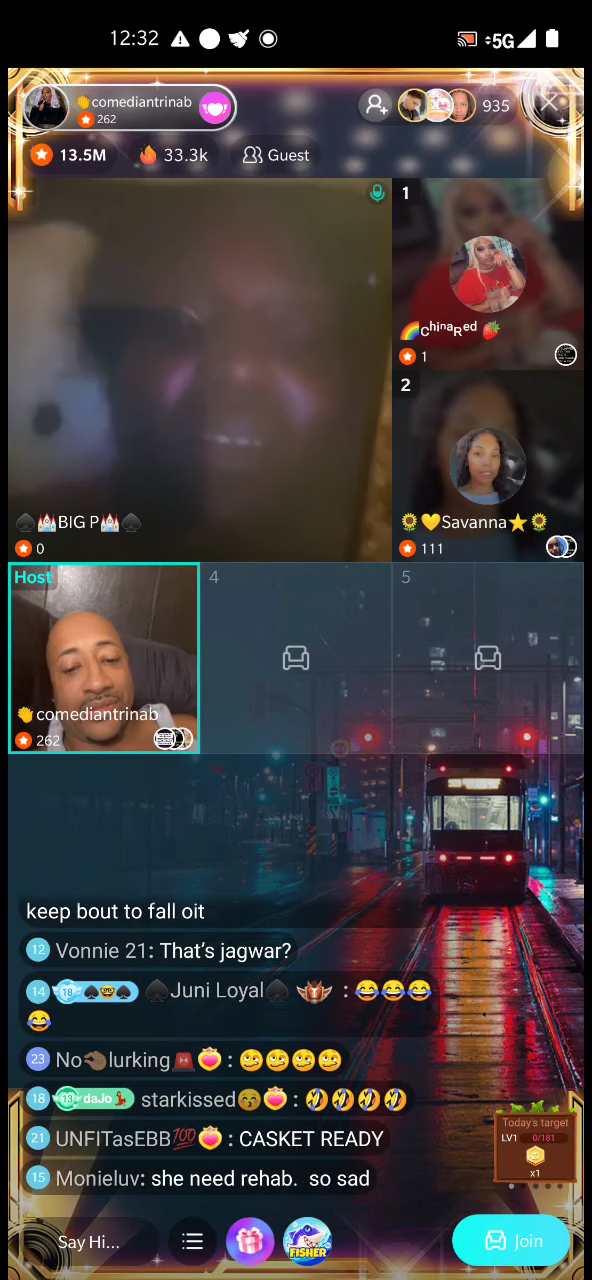 12:32
5G
👋comediantrinab
262
935
13.5M
33.3k
Guest
1
🌈cʰⁱⁿᵃRᵉᵈ 🍓
1
2
🌻💛Savanna⭐🌻
111
♠️🏰BIG P🏰♠️
0
Host
4
5
👋comediantrinab
262
keep bout to fall oit
12 Vonnie 21: That's jagwar?
14 18 ♠️🤓♠️ ♠️Juni Loyal♠️ : 😂😂😂
😂
23 No🤏🏽lurking🚨🍑 : 🥴🥴🥴🥴
18 13 daJo💃 starkissed😚🍑 : 🤣🤣🤣🤣
21 UNFITasEBB💯🍑 : CASKET READY
15 Monieluv: she need rehab. so sad
Today's target
LV1 0/181
x1
Say Hi...
FISHER
Join